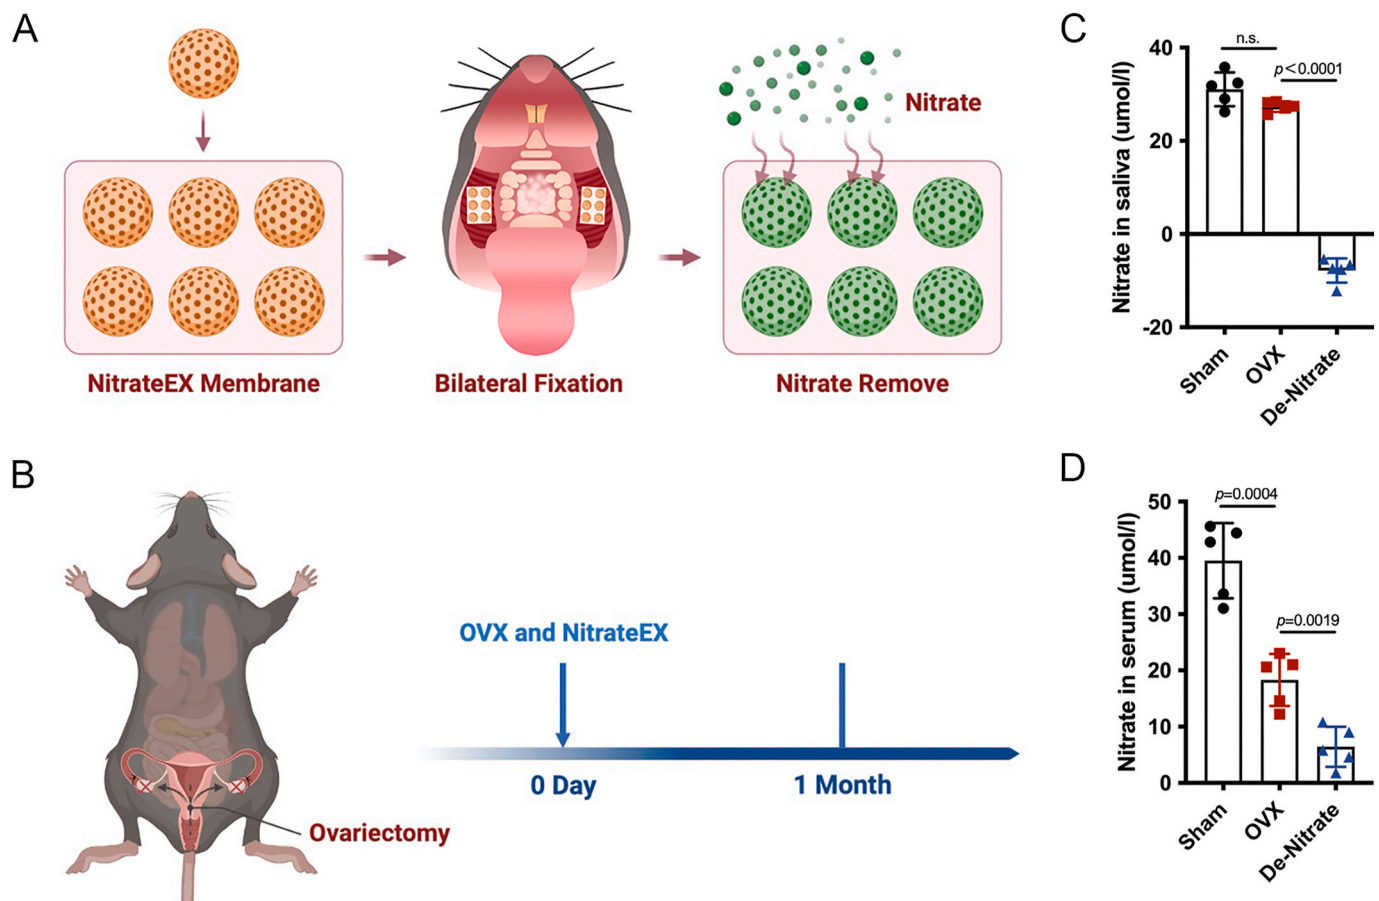 A
NitrateEX Membrane
Bilateral Fixation
Nitrate
Nitrate Remove
B
Ovariectomy
OVX and NitrateEX
0 Day
1 Month
C
Nitrate in saliva (umol/l)
40
20
0
-20
n.s.
p<0.0001
Sham
OVX
De-Nitrate
D
Nitrate in serum (umol/l)
50
40
30
20
10
0
p=0.0004
p=0.0019
Sham
OVX
De-Nitrate